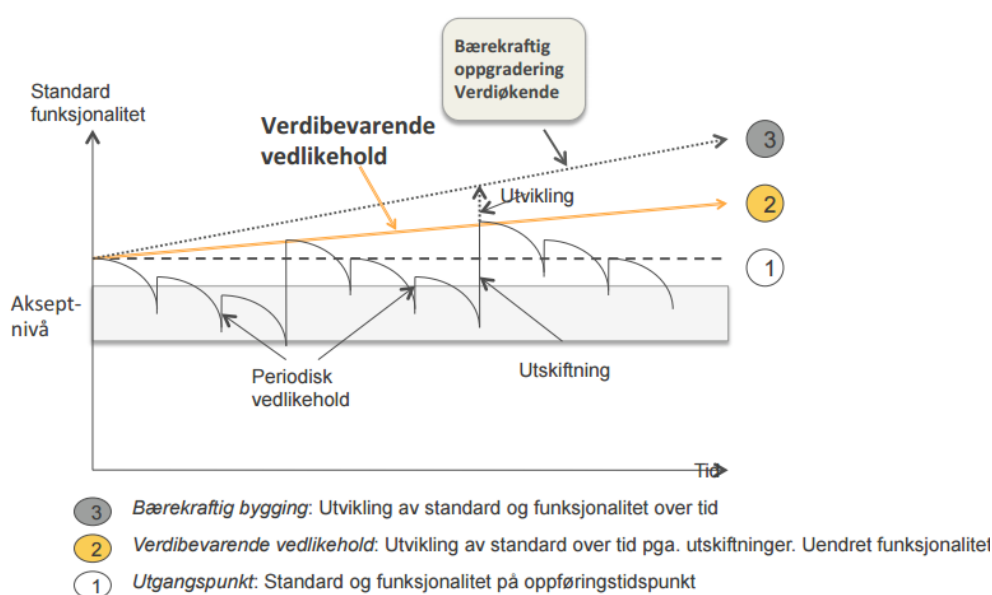 Bærekraftig
oppgradering
Verdiøkende
Standard
funksjonalitet
Verdibevarende
vedlikehold
3
Utvikling
2
1
Aksept-
nivå
Periodisk
vedlikehold
Utskiftning
Tid
3 Bærekraftig bygging: Utvikling av standard og funksjonalitet over tid
2 Verdibevarende vedlikehold: Utvikling av standard over tid pga. utskiftninger. Uendret funksjonalitet
1 Utgangspunkt: Standard og funksjonalitet på oppføringstidspunkt